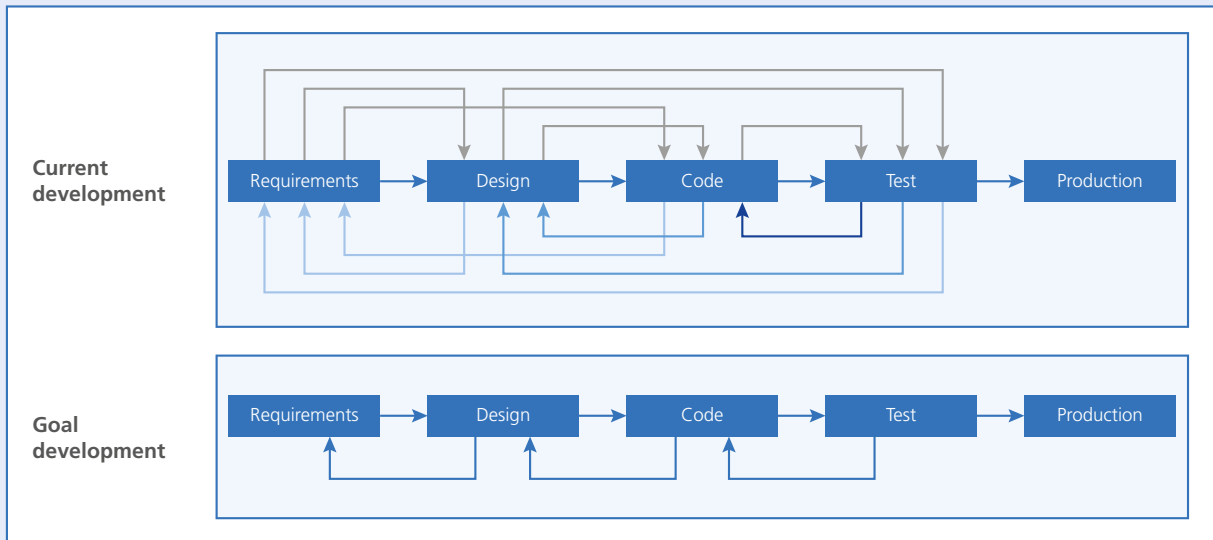 Current
development
Requirements
Design
Code
Test
Production
Goal
development
Requirements
Design
Code
Test
Production